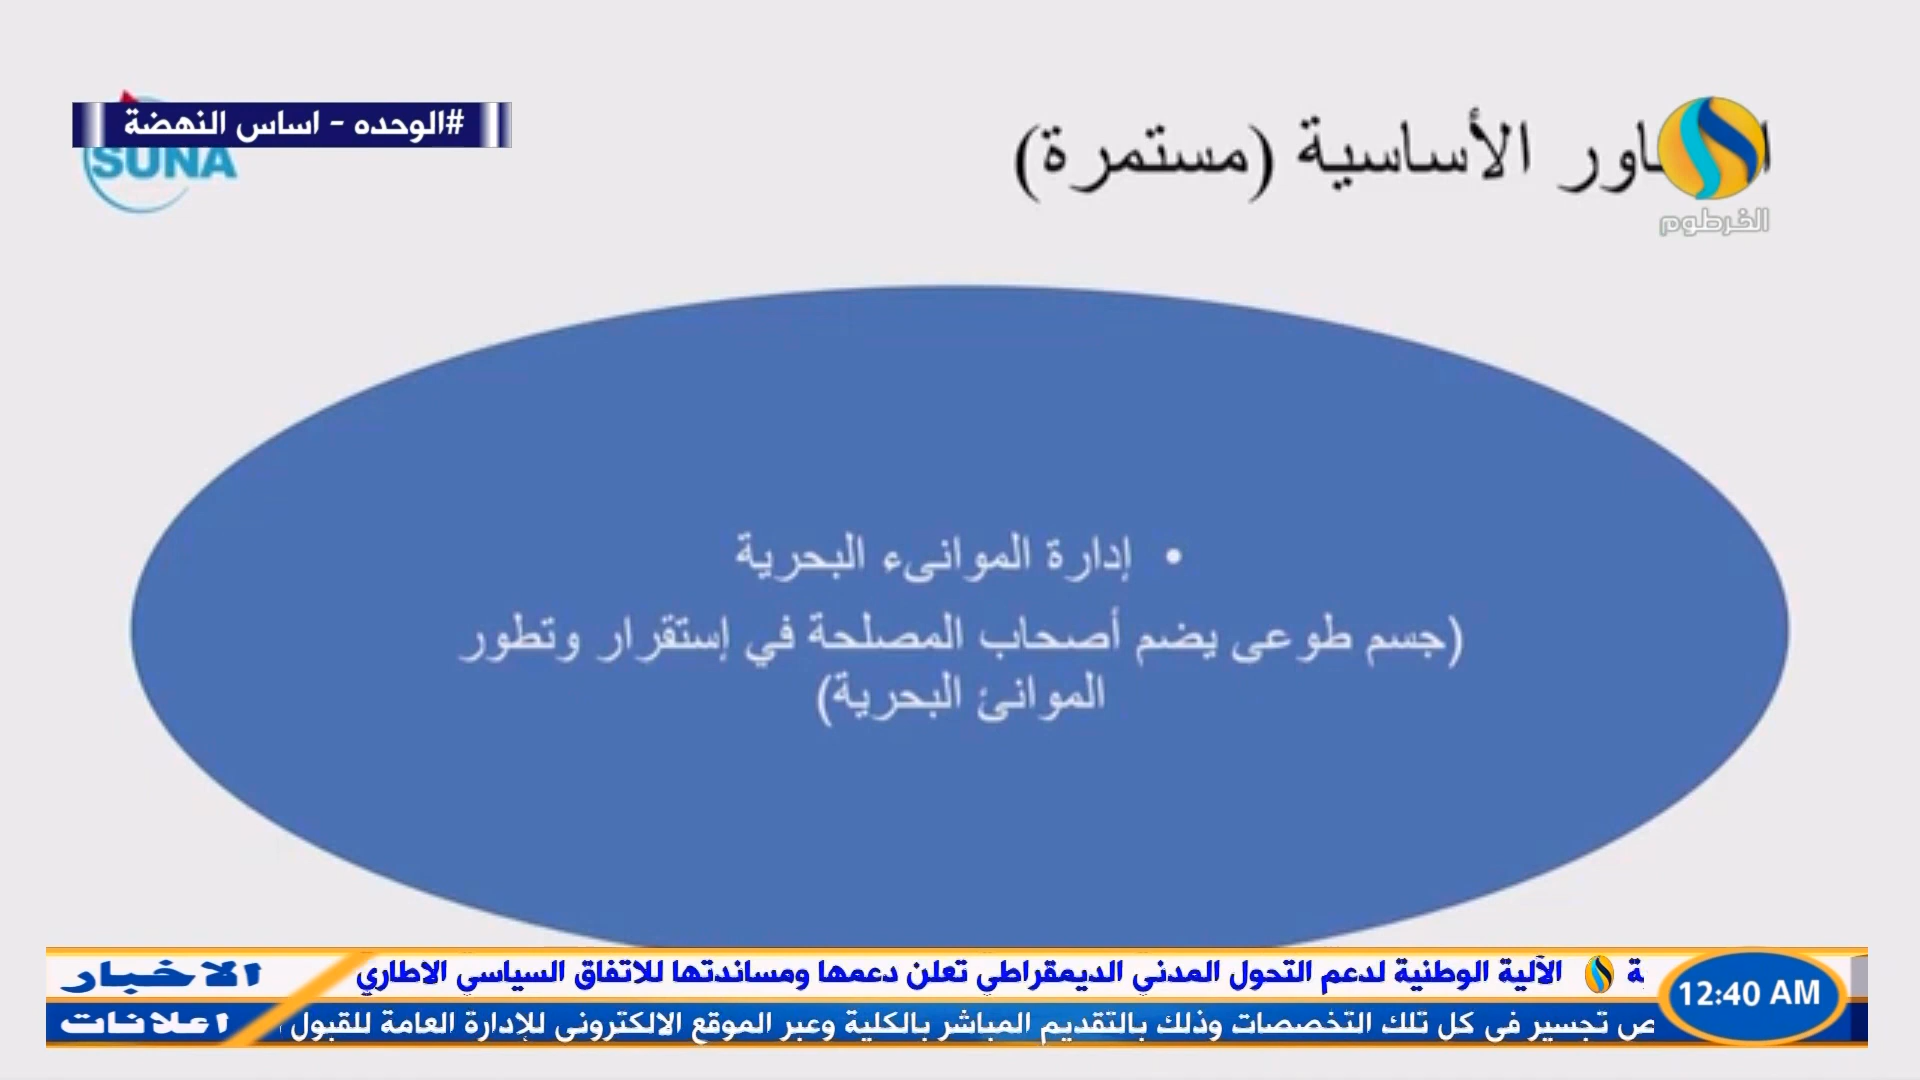 #الوحده - اساس النهضة
SUNA
الأساسية (مستمرة)
الخرطوم
• إدارة الموانىء البحرية
(جسم طوعى يضم أصحاب المصلحة في إستقرار وتطور
الموانئ البحرية)
الاخبار
الآلية الوطنية لدعم التحول المدني الديمقراطي تعلن دعمها ومساندتها للاتفاق السياسي الاطاري
12:40 AM
اعلانات
تجسير فى كل تلك التخصصات وذلك بالتقديم المباشر بالكلية وعبر الموقع الالكترونى للإدارة العامة للقبول